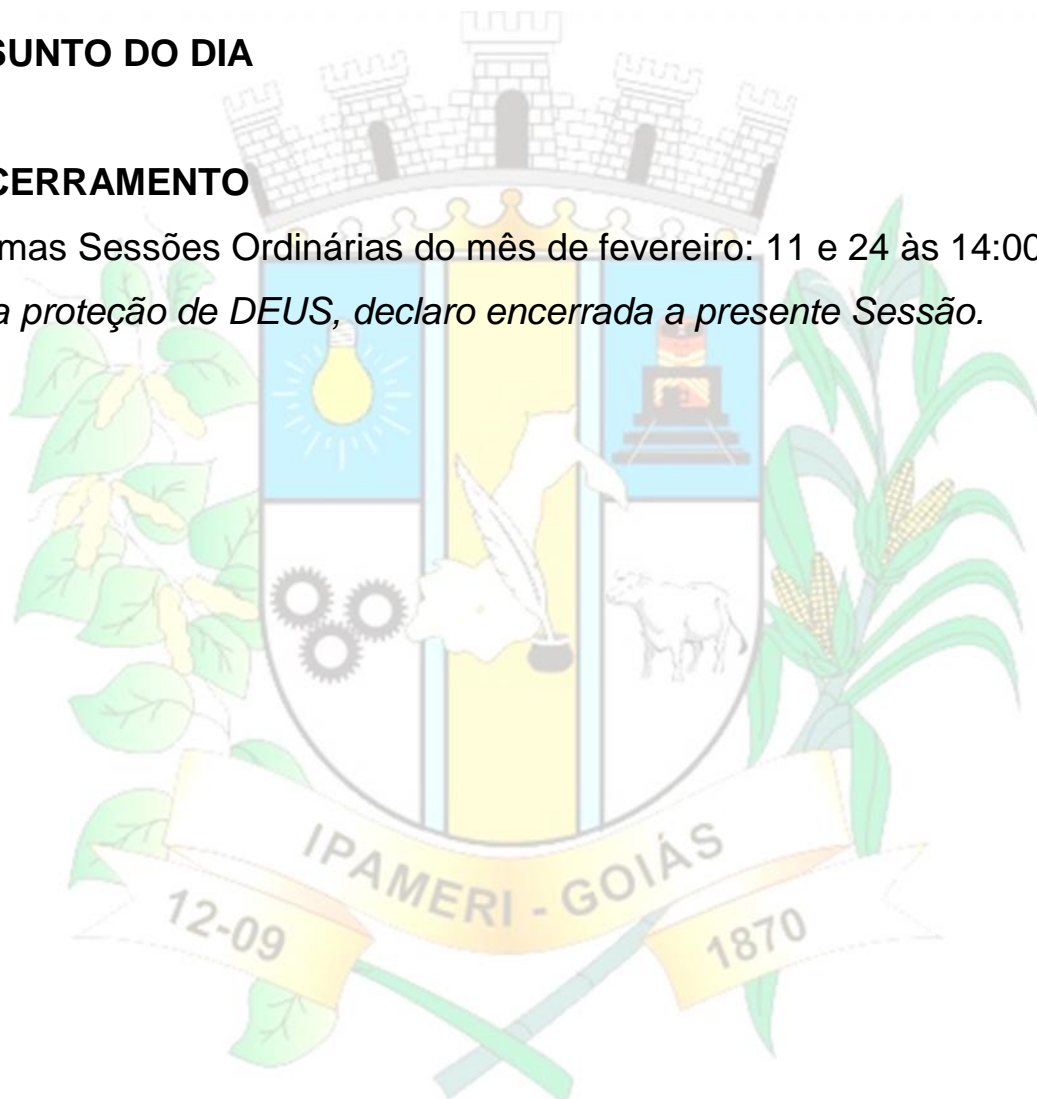 SUNTO DO DIA
CERRAMENTO
mas Sessões Ordinárias do mês de fevereiro: 11 e 24 às 14:00
a proteção de DEUS, declaro encerrada a presente Sessão.
IPAMERI - GOIÁS
12-09
1870